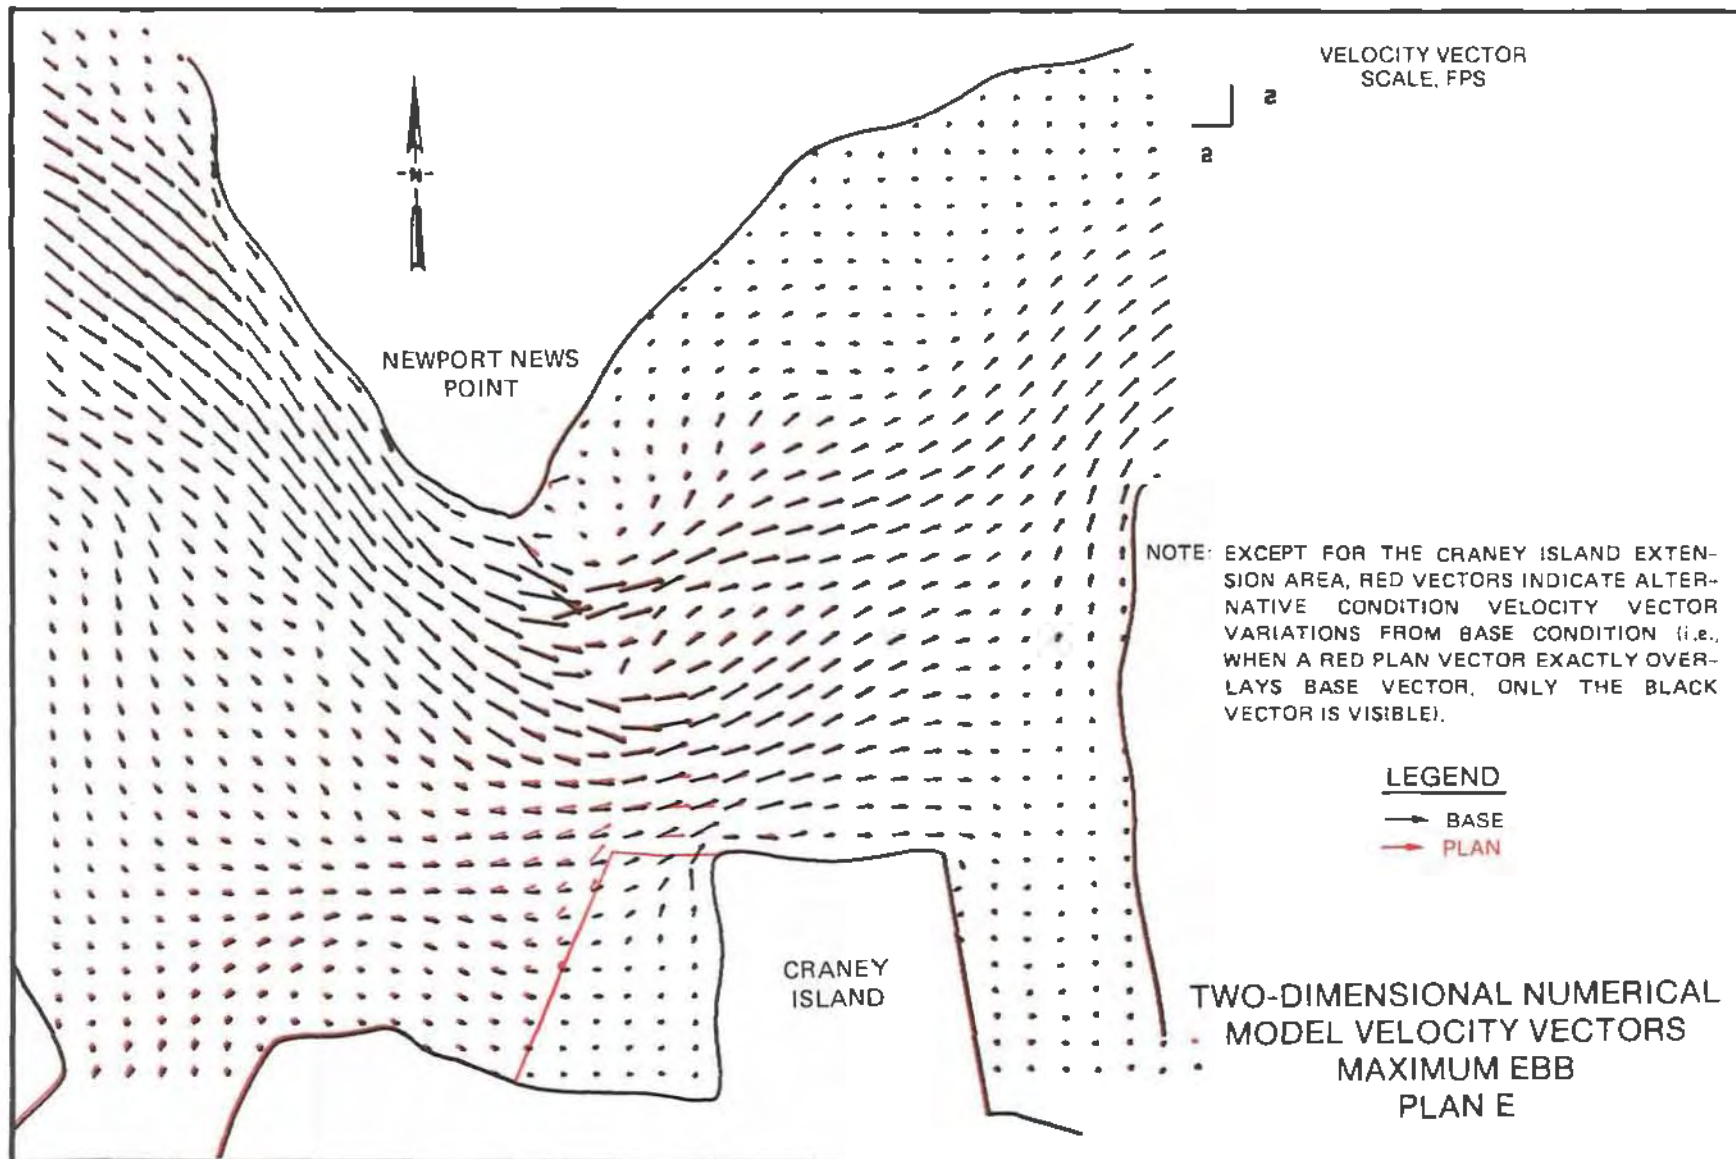 VELOCITY VECTOR
SCALE, FPS
2
2
N
NEWPORT NEWS
POINT
NOTE: EXCEPT FOR THE CRANEY ISLAND EXTEN-
SION AREA, RED VECTORS INDICATE ALTER-
NATIVE CONDITION VELOCITY VECTOR
VARIATIONS FROM BASE CONDITION (i.e.,
WHEN A RED PLAN VECTOR EXACTLY OVER-
LAYS BASE VECTOR, ONLY THE BLACK
VECTOR IS VISIBLE).
LEGEND
BASE
PLAN
CRANEY
ISLAND
TWO-DIMENSIONAL NUMERICAL
MODEL VELOCITY VECTORS
MAXIMUM EBB
PLAN E